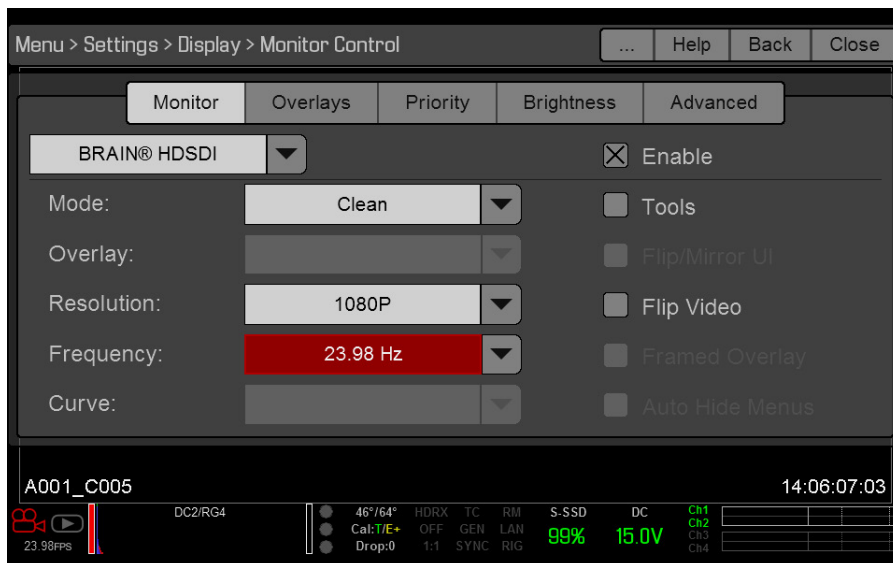 Menu > Settings > Display > Monitor Control ... Help Back Close
Monitor Overlays Priority Brightness Advanced
BRAIN® HDSDI Enable
Mode: Clean Tools
Overlay: Flip/Mirror UI
Resolution: 1080P Flip Video
Frequency: 23.98 Hz Framed Overlay
Curve: Auto Hide Menus
A001_C005 14:06:07:03
DC2/RG4 46°/64° HDRX TC RM S-SSD DC Ch1
Cal:T/E+ OFF GEN LAN 99% 15.0V Ch2
Ch3
23.98FPS Drop:0 1:1 SYNC RIG Ch4